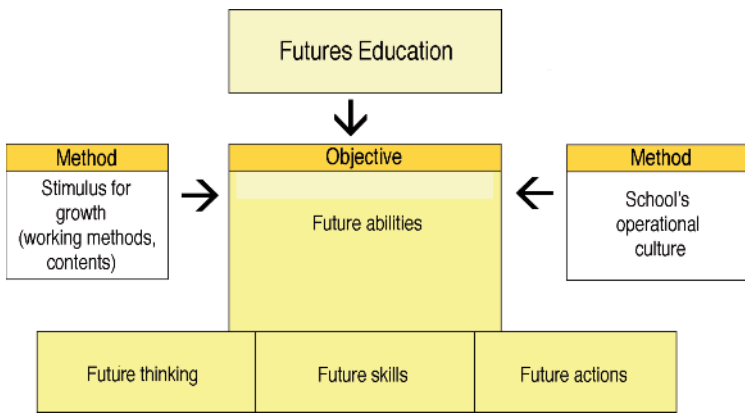 Futures Education
Method
Stimulus for
growth
(working methods,
contents)
Objective
Future abilities
Method
School's
operational
culture
Future thinking
Future skills
Future actions